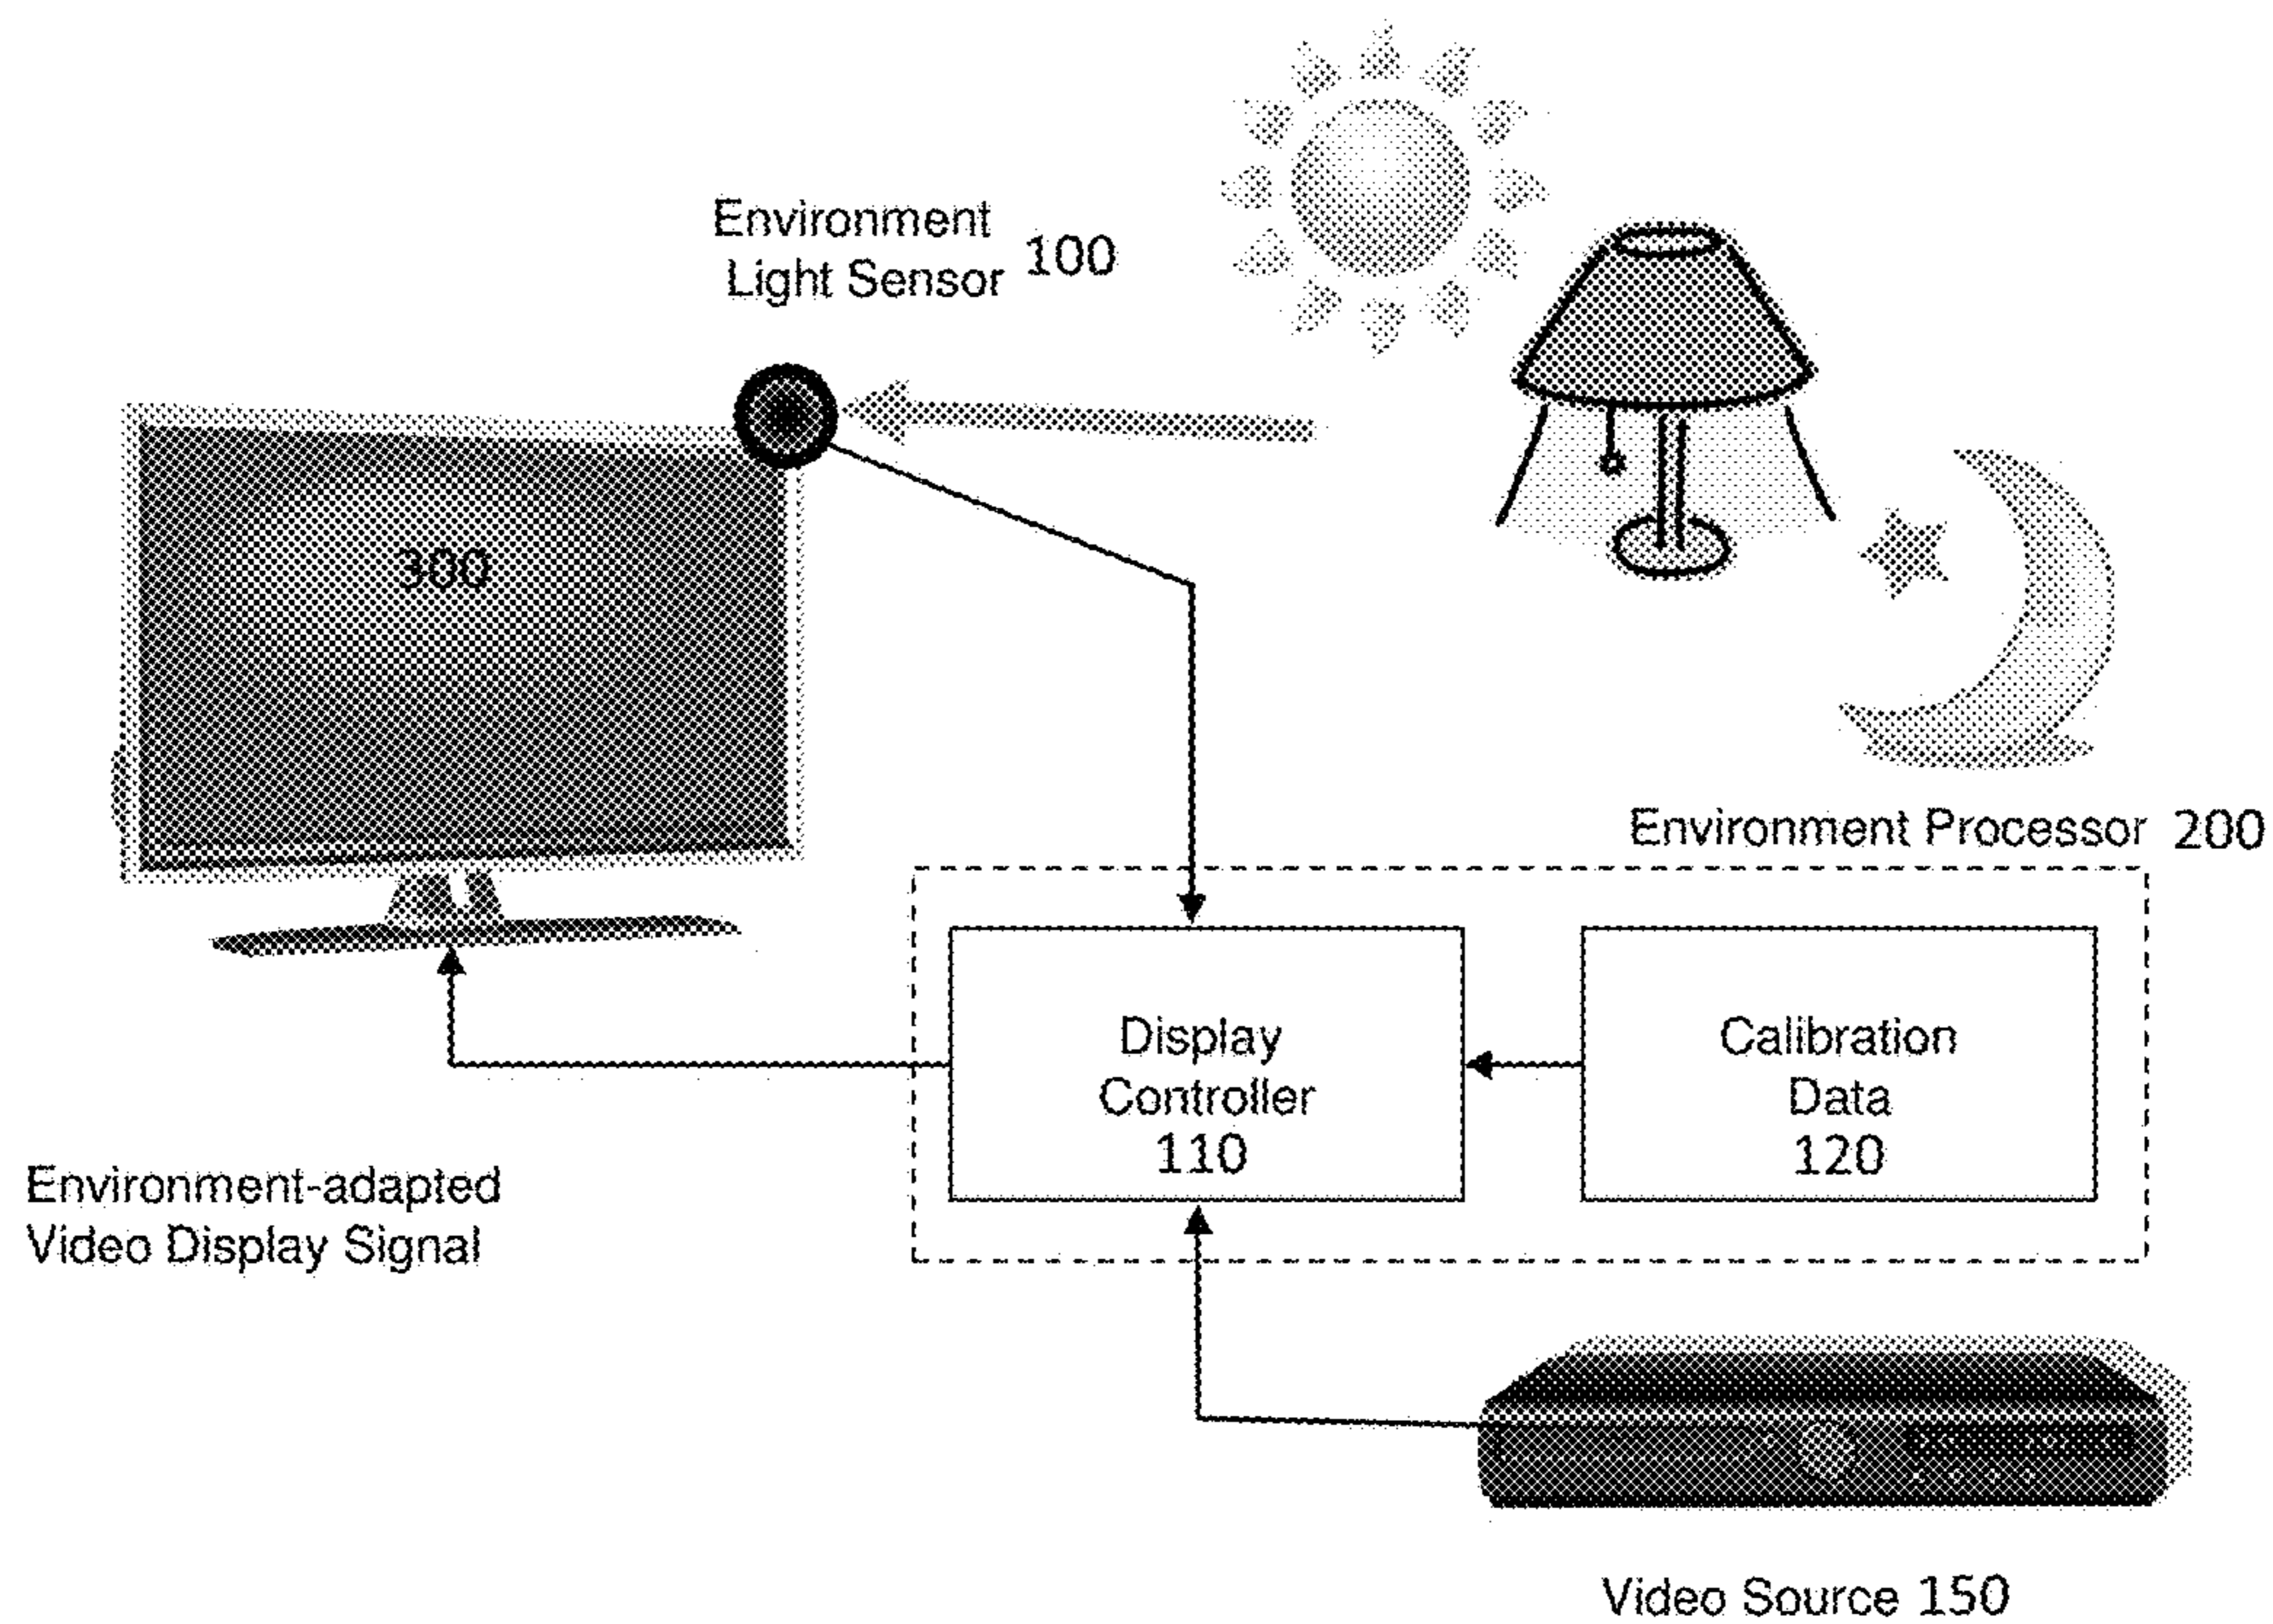 Environment
Light Sensor 100
300
Environment Processor 200
Display
Controller
110
Calibration
Data
120
Environment-adapted
Video Display Signal
Video Source 150